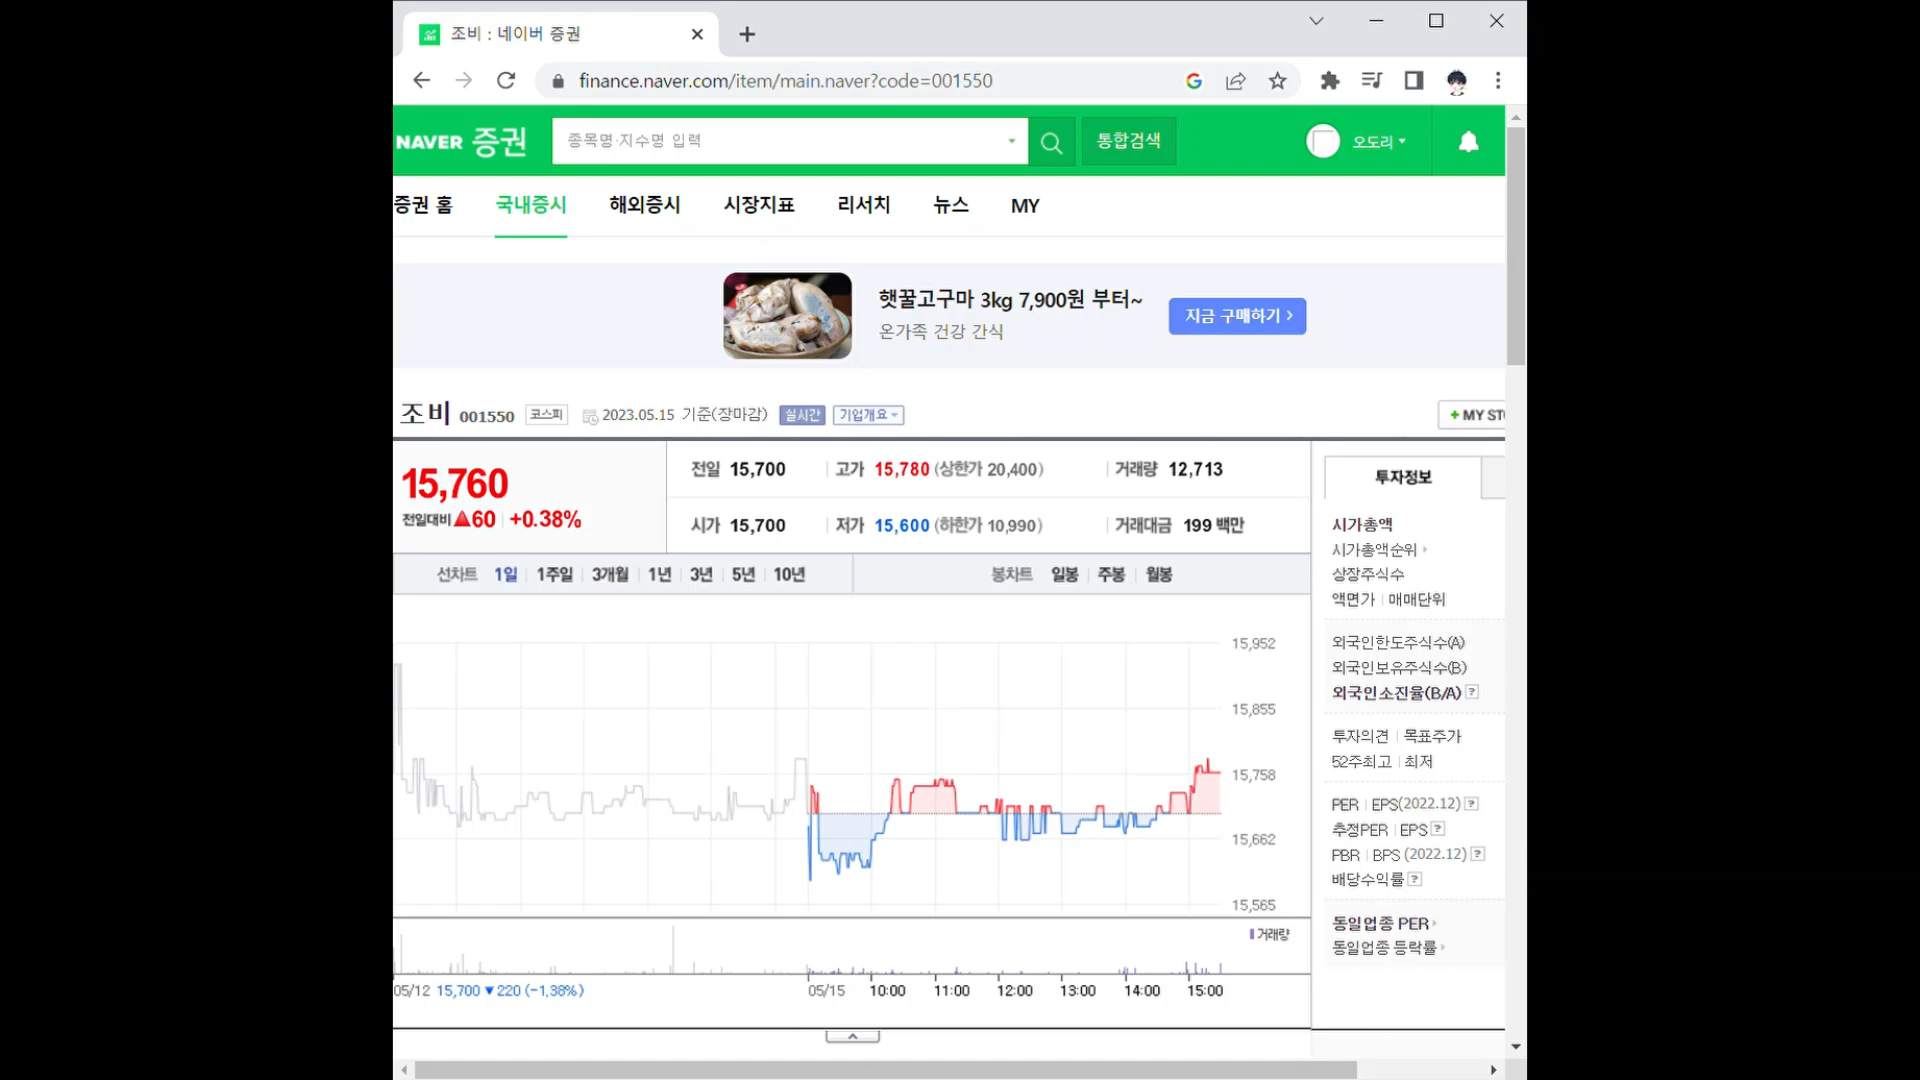 조비 : 네이버 증권
finance.naver.com/item/main.naver?code=001550
NAVER 증권
종목명·지수명 입력
통합검색
오도리
증권 홈 국내증시 해외증시 시장지표 리서치 뉴스 MY
햇꿀고구마 3kg 7,900원 부터~
온가족 건강 간식
지금 구매하기 >
조비 001550 코스피 2023.05.15 기준(장마감) 실시간 기업개요
+ MY ST
15,760
전일대비 ▲60 +0.38%
전일 15,700 고가 15,780 (상한가 20,400) 거래량 12,713
시가 15,700 저가 15,600 (하한가 10,990) 거래대금 199 백만
선차트 1일 1주일 3개월 1년 3년 5년 10년
봉차트 일봉 주봉 월봉
15,952
15,855
15,758
15,662
15,565
거래량
05/12 15,700 ▼220 (-1,38%)
05/15 10:00 11:00 12:00 13:00 14:00 15:00
투자정보
시가총액
시가총액순위
상장주식수
액면가 매매단위
외국인한도주식수(A)
외국인보유주식수(B)
외국인소진율(B/A) ?
투자의견 목표주가
52주최고 최저
PER EPS(2022.12) ?
추정PER EPS ?
PBR BPS (2022.12) ?
배당수익률 ?
동일업종 PER
동일업종 등락률